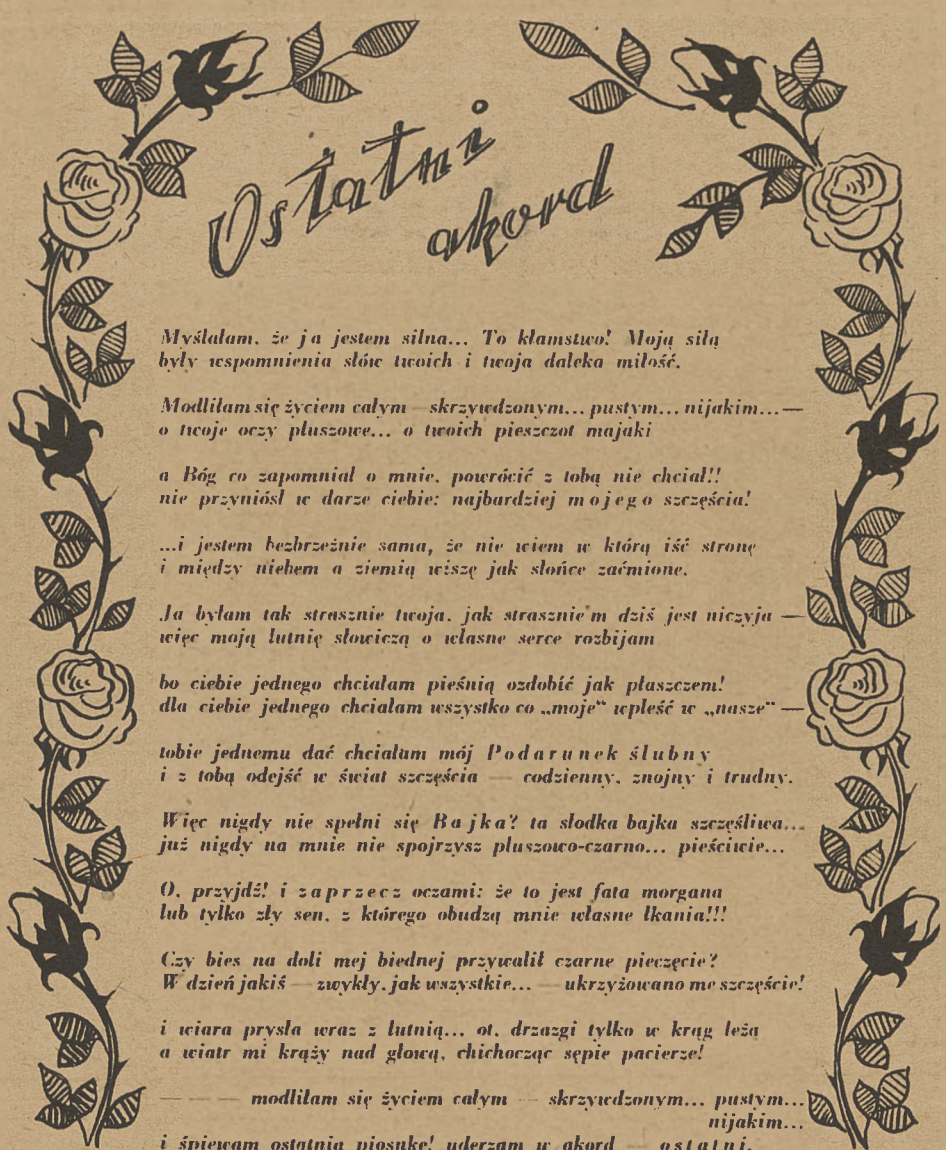 Ostatni
akord
Myślałam, że ja jestem silna... To kłamstwo! Moją siłą
były wspomnienia słów twoich i twoja daleka miłość.
Modliłam się życiem całym — skrzywdzonym... pustym... nijakim... —
o twoje oczy pluszowe... o twoich pieszczot majaki
a Bóg co zapomniał o mnie, powrócić z tobą nie chciał!!
nie przyniósł w darze ciebie: najbardziej mojego szczęścia!
...i jestem bezbrzeżnie sama, że nie wiem w którą iść stronę
i między niebem a ziemią wiszę jak słońce zaćmione.
Ja byłam tak strasznie twoja, jak strasznie'm dziś jest niczyja —
więc moją lutnię słowiczą o własne serce rozbijam
bo ciebie jednego chciałam pieśnią ozdobić jak płaszczem!
dla ciebie jednego chciałam wszystko co „moje“ wpleść w „nasze“ —
tobie jednemu dać chciałam mój Podarunek ślubny
i z tobą odejść w świat szczęścia — codzienny, znojny i trudny.
Więc nigdy nie spełni się Bajka? ta słodka bajka szczęśliwa...
już nigdy na mnie nie spojrzysz pluszowo-czarno... pieściwie...
O, przyjdź! i zaprzecz oczami: że to jest fata morgana
lub tylko zły sen, z którego obudzą mnie własne łkania!!!
Czy bies na doli mej biednej przywalił czarne pieczęcie?
W dzień jakiś — zwykły, jak wszystkie... — ukrzyżowano me szczęście!
i wiara prysła wraz z lutnią... ot, drzazgi tylko w krąg leżą
a wiatr mi krąży nad głową, chichocząc sępie pacierze!
— — — modliłam się życiem całym — skrzywdzonym... pustym...
nijakim...
i śpiewam ostatnią piosnkę! uderzam w akord — ostatni.